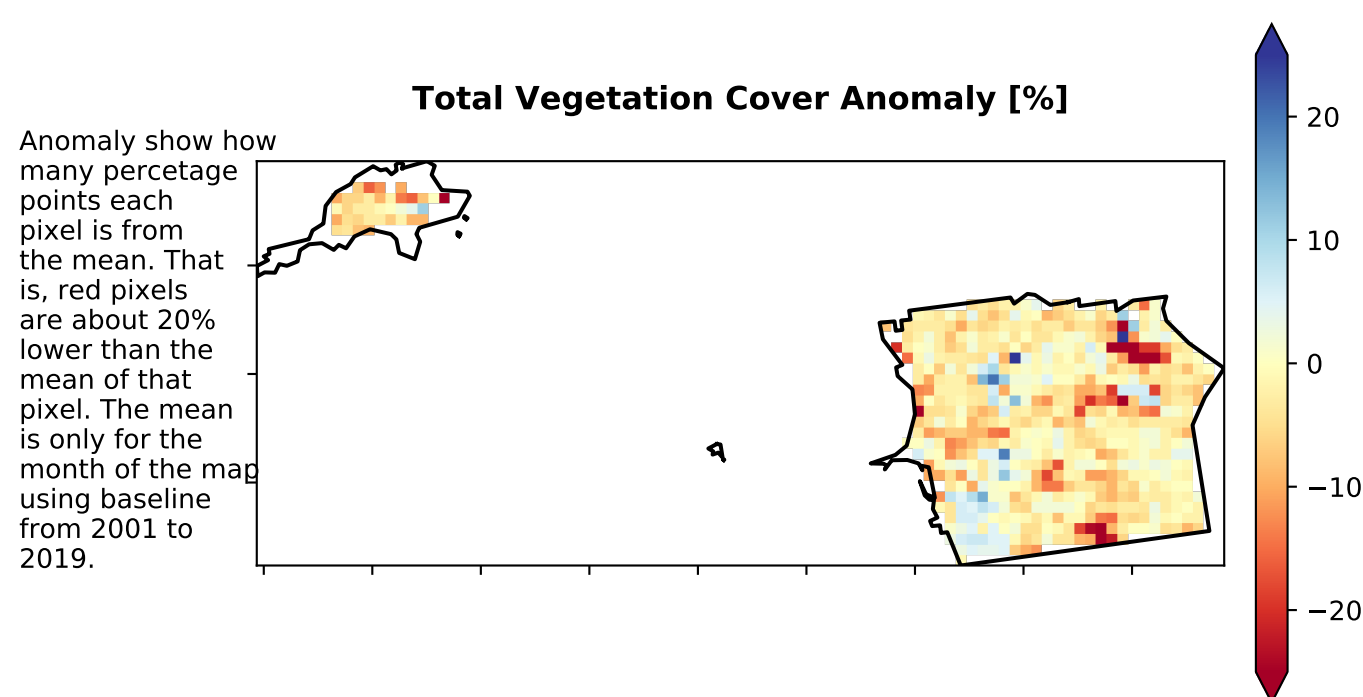 Total Vegetation Cover Anomaly [%]
Anomaly show how
many percetage
points each
pixel is from
the mean. That
is, red pixels
are about 20%
lower than the
mean of that
pixel. The mean
is only for the
month of the map
using baseline
from 2001 to
2019.
20
10
0
−10
−20